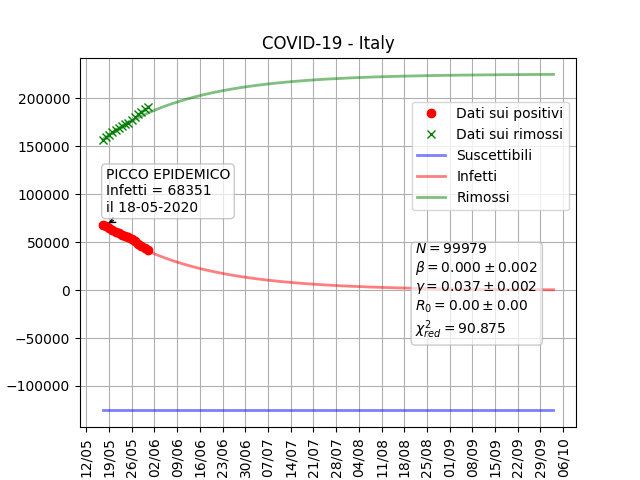 COVID-19 - Italy
200000
150000
100000
50000
0
−50000
−100000
Dati sui positivi
Dati sui rimossi
Suscettibili
Infetti
Rimossi
PICCO EPIDEMICO
Infetti = 68351
il 18-05-2020
N = 99979
β = 0.000 ± 0.002
γ = 0.037 ± 0.002
R₀ = 0.00 ± 0.00
χ²red = 90.875
12/05
19/05
26/05
02/06
09/06
16/06
23/06
30/06
07/07
14/07
21/07
28/07
04/08
11/08
18/08
25/08
01/09
08/09
15/09
22/09
29/09
06/10